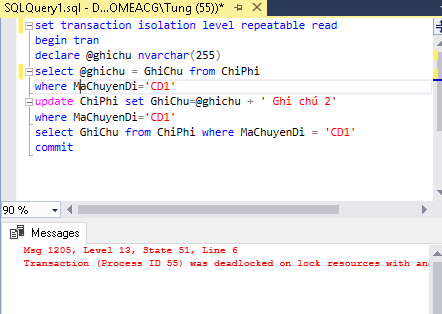 SQLQuery1.sql - D...OMEACG\Tung (55))*
set transaction isolation level repeatable read
begin tran
declare @ghichu nvarchar(255)
select @ghichu = GhiChu from ChiPhi
where MaChuyenDi='CD1'
update ChiPhi set GhiChu=@ghichu + ' Ghi chú 2'
where MaChuyenDi='CD1'
select GhiChu from ChiPhi where MaChuyenDi = 'CD1'
commit
90 %
Messages
Msg 1205, Level 13, State 51, Line 6
Transaction (Process ID 55) was deadlocked on lock resources with